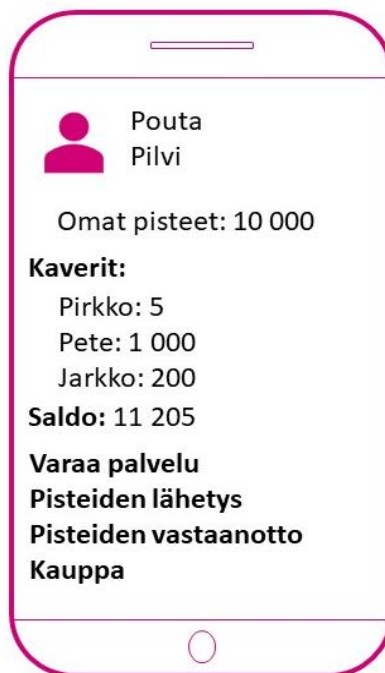 Pouta
Pilvi
Omat pisteet: 10 000
Kaverit:
Pirkko: 5
Pete: 1 000
Jarkko: 200
Saldo: 11 205
Varaa palvelu
Pisteiden lähetys
Pisteiden vastaanotto
Kauppa